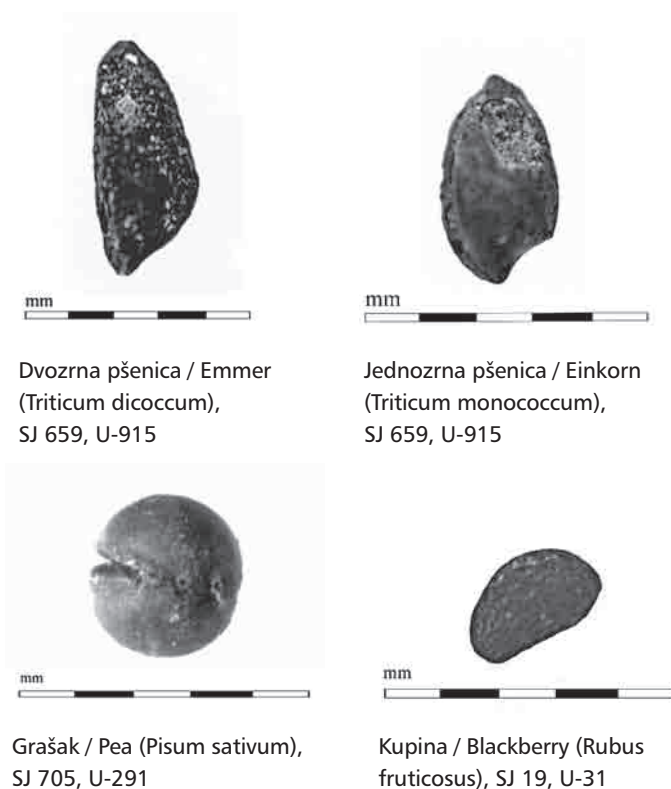 mm
mm
Dvozrna pšenica / Emmer
(Triticum dicoccum),
SJ 659, U-915
Jednozrna pšenica / Einkorn
(Triticum monococcum),
SJ 659, U-915
mm
mm
Grašak / Pea (Pisum sativum),
SJ 705, U-291
Kupina / Blackberry (Rubus
fruticosus), SJ 19, U-31